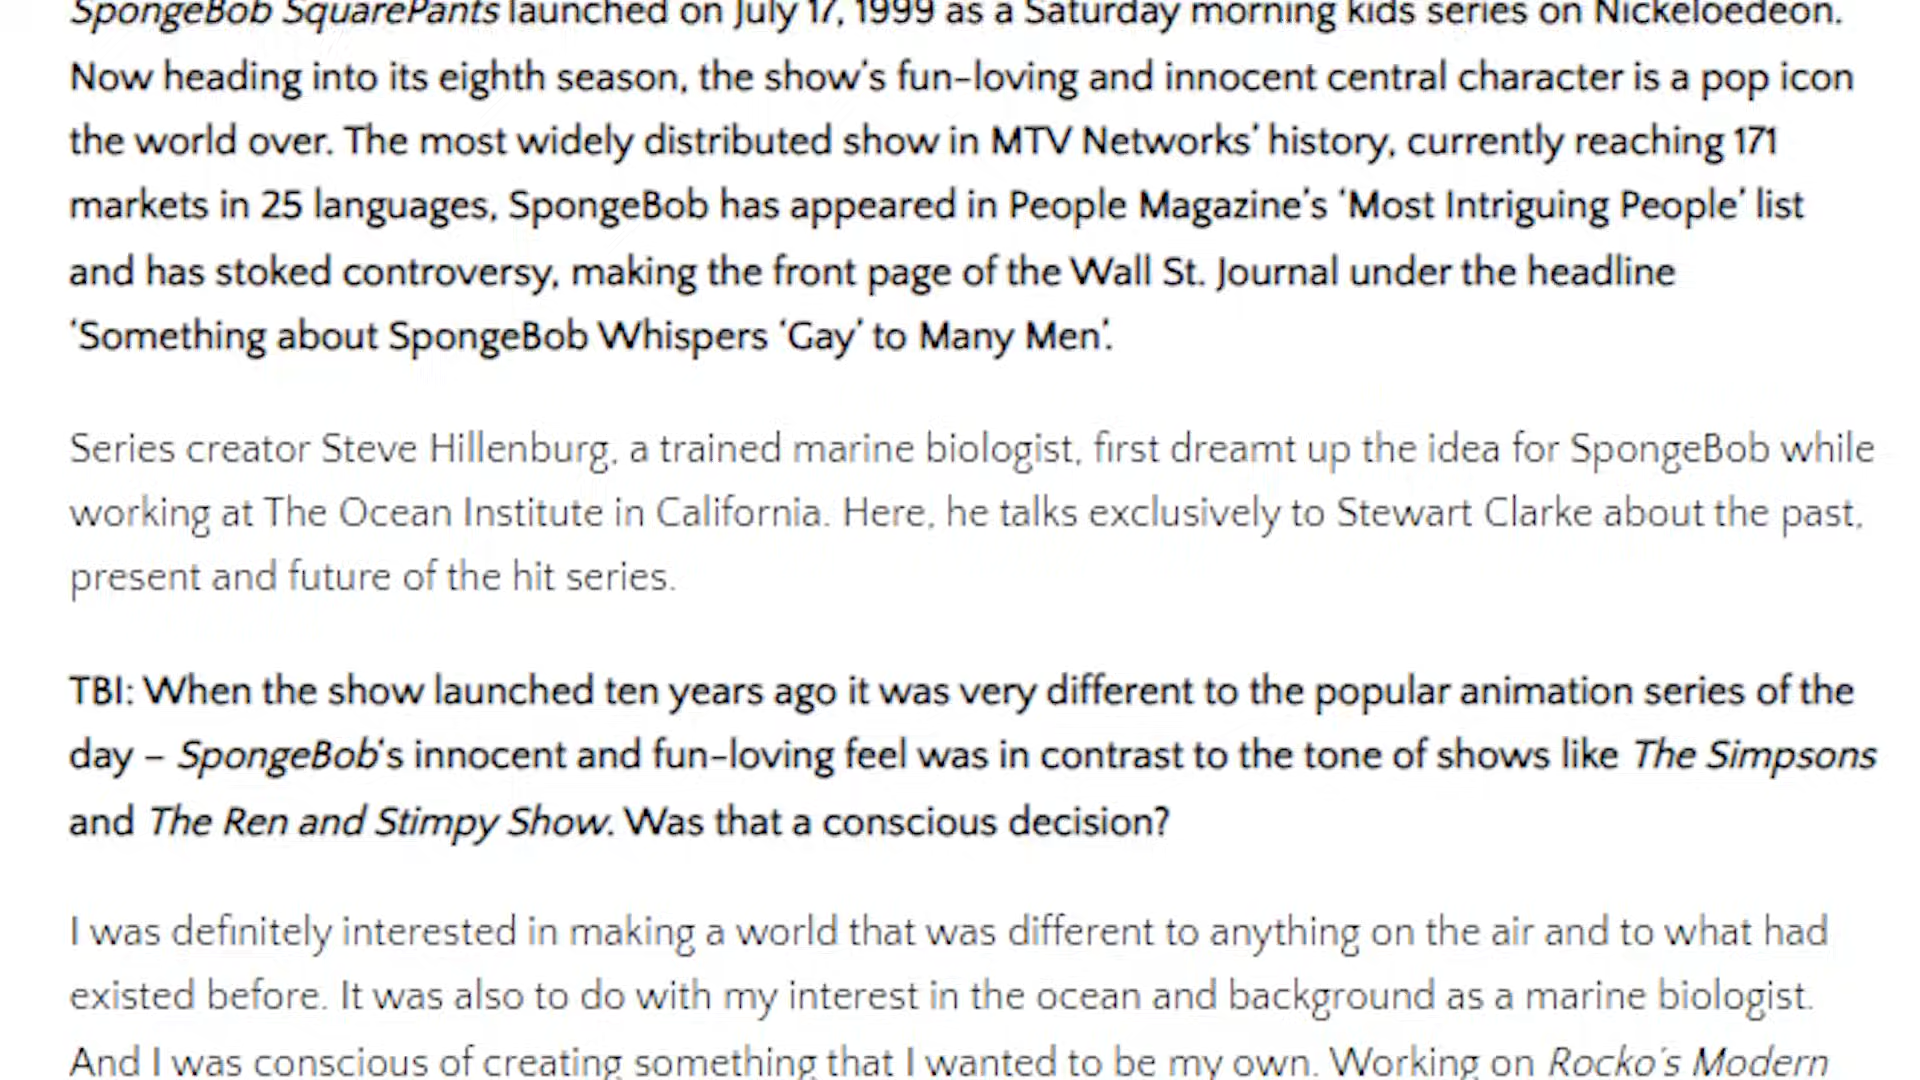 SpongeBob SquarePants launched on July 17, 1999 as a Saturday morning kids series on Nickeloedeon.
Now heading into its eighth season, the show's fun-loving and innocent central character is a pop icon
the world over. The most widely distributed show in MTV Networks' history, currently reaching 171
markets in 25 languages, SpongeBob has appeared in People Magazine's 'Most Intriguing People' list
and has stoked controversy, making the front page of the Wall St. Journal under the headline
'Something about SpongeBob Whispers 'Gay' to Many Men'.
Series creator Steve Hillenburg, a trained marine biologist, first dreamt up the idea for SpongeBob while
working at The Ocean Institute in California. Here, he talks exclusively to Stewart Clarke about the past,
present and future of the hit series.
TBI: When the show launched ten years ago it was very different to the popular animation series of the
day – SpongeBob's innocent and fun-loving feel was in contrast to the tone of shows like The Simpsons
and The Ren and Stimpy Show. Was that a conscious decision?
I was definitely interested in making a world that was different to anything on the air and to what had
existed before. It was also to do with my interest in the ocean and background as a marine biologist.
And I was conscious of creating something that I wanted to be my own. Working on Rocko's Modern